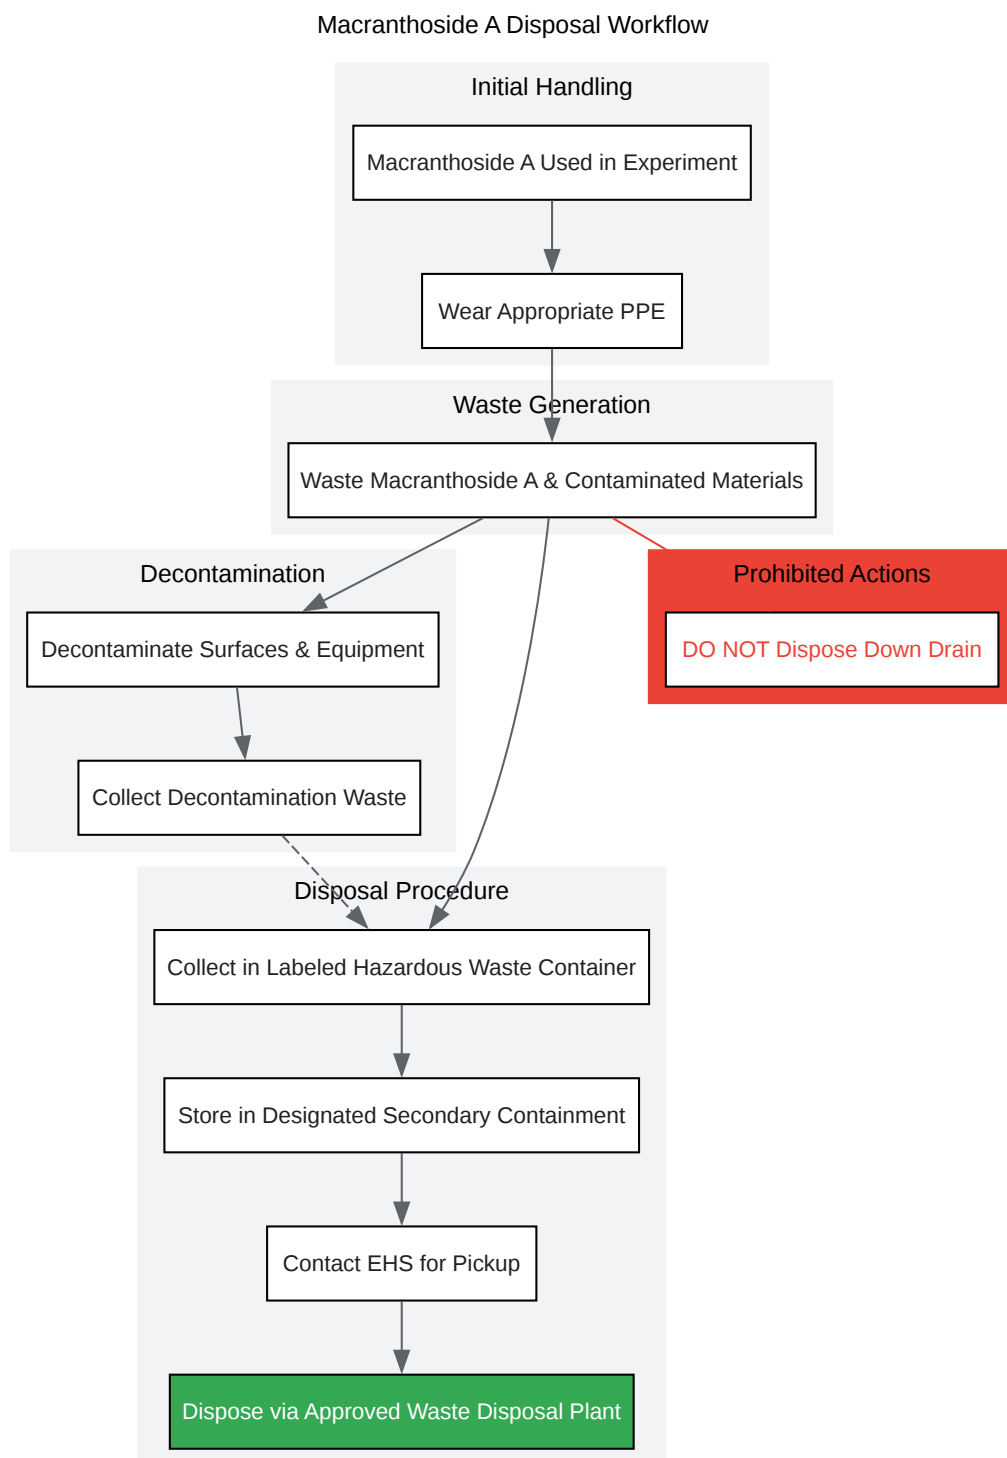 Macranthoside A Disposal Workflow
Initial Handling
Macranthoside A Used in Experiment
Wear Appropriate PPE
Waste Generation
Waste Macranthoside A & Contaminated Materials
Decontamination
Prohibited Actions
Decontaminate Surfaces & Equipment
DO NOT Dispose Down Drain
Collect Decontamination Waste
Disposal Procedure
Collect in Labeled Hazardous Waste Container
Store in Designated Secondary Containment
Contact EHS for Pickup
Dispose via Approved Waste Disposal Plant